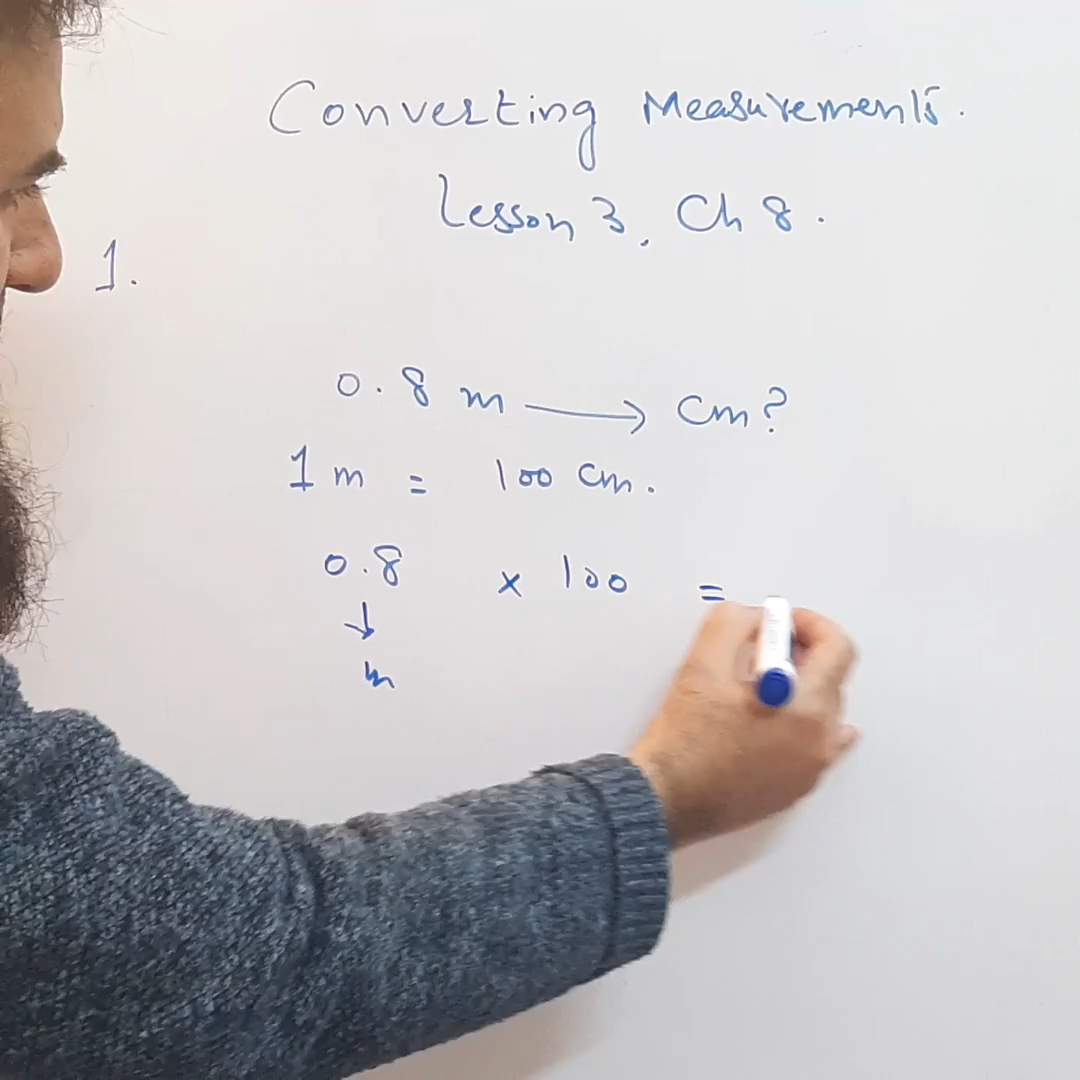 Converting Measurements.
Lesson 3, Ch 8.
1.
0.8 m → cm?
1 m = 100 cm.
0.8 × 100 =
↓
m